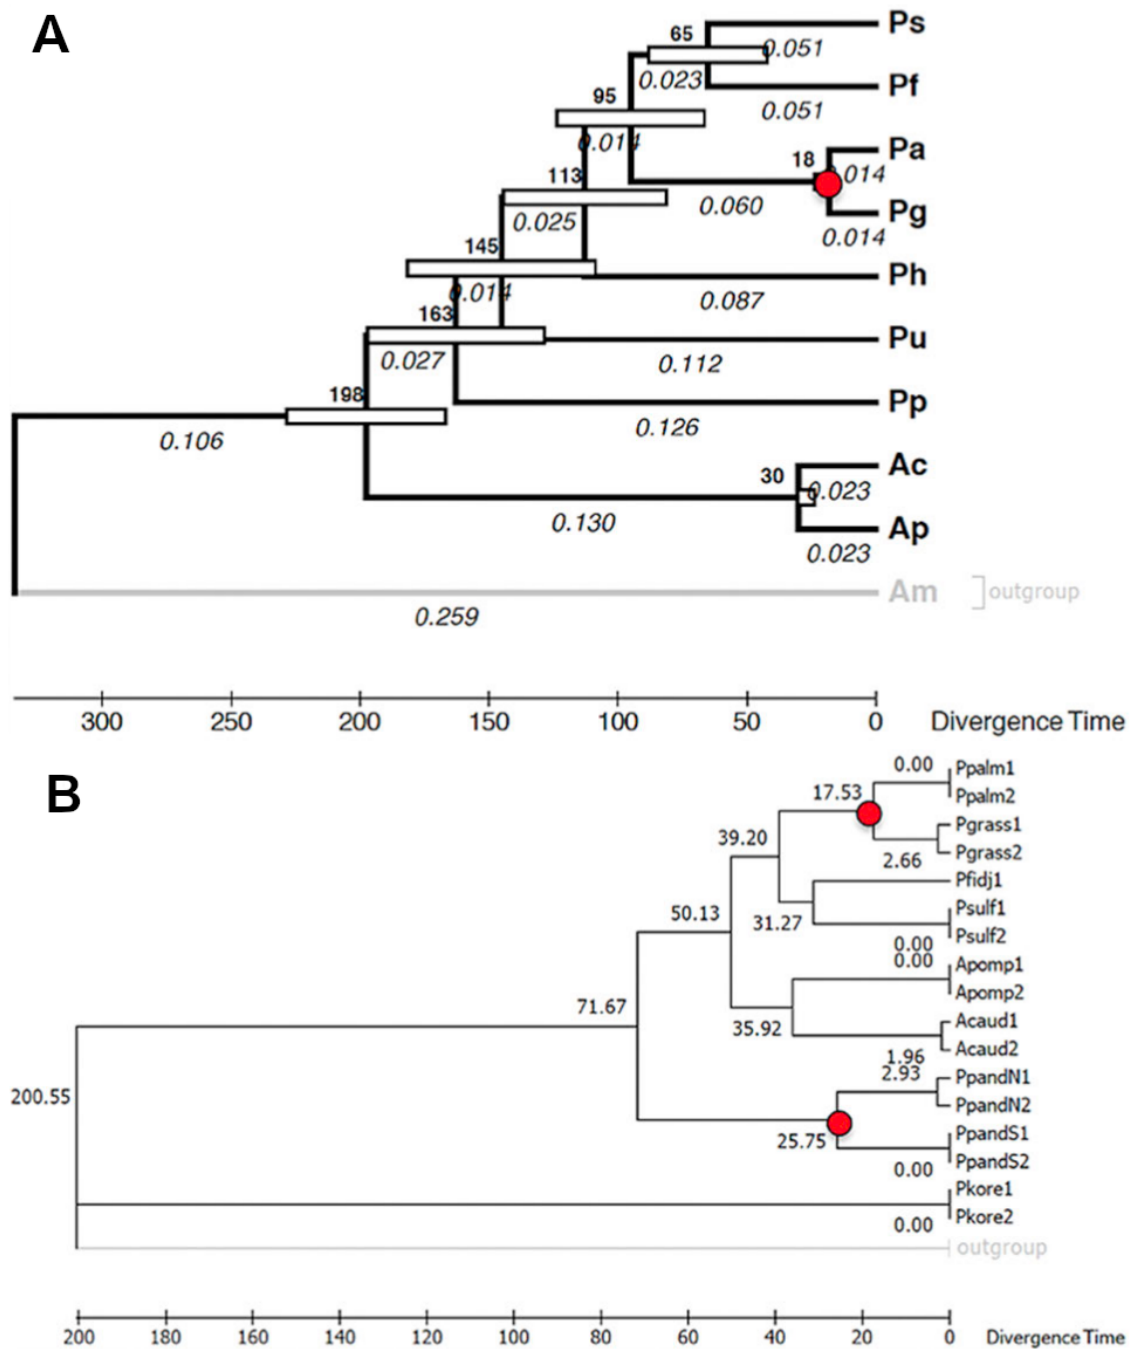 A
Ps
65
0.051
0.023
Pf
95
0.051
0.014
Pa
18
0.014
113
0.060
Pg
0.025
0.014
145
Ph
0.014
0.087
163
Pu
0.027
0.112
198
Pp
0.106
0.126
Ac
30
0.023
0.130
Ap
0.023
Am outgroup
0.259
300 250 200 150 100 50 0 Divergence Time
B
0.00 Ppalm1
17.53 Ppalm2
Pgrass1
39.20
2.66 Pgrass2
Pfidj1
50.13 31.27 Psulf1
0.00 Psulf2
0.00 Apomp1
71.67 Apomp2
35.92 Acaud1
1.96 Acaud2
2.93 PpandN1
200.55 PpandN2
25.75 PpandS1
0.00 PpandS2
Pkore1
0.00 Pkore2
outgroup
200 180 160 140 120 100 80 60 40 20 0 Divergence Time